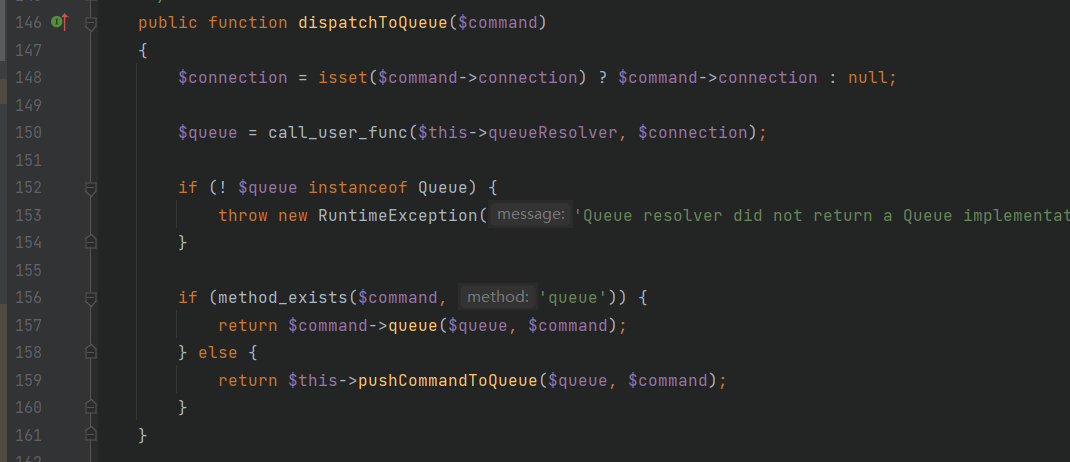 146 public function dispatchToQueue($command)
147 {
148 $connection = isset($command->connection) ? $command->connection : null;
149
150 $queue = call_user_func($this->queueResolver, $connection);
151
152 if (! $queue instanceof Queue) {
153 throw new RuntimeException( message: 'Queue resolver did not return a Queue implementat
154 }
155
156 if (method_exists($command, method: 'queue')) {
157 return $command->queue($queue, $command);
158 } else {
159 return $this->pushCommandToQueue($queue, $command);
160 }
161 }